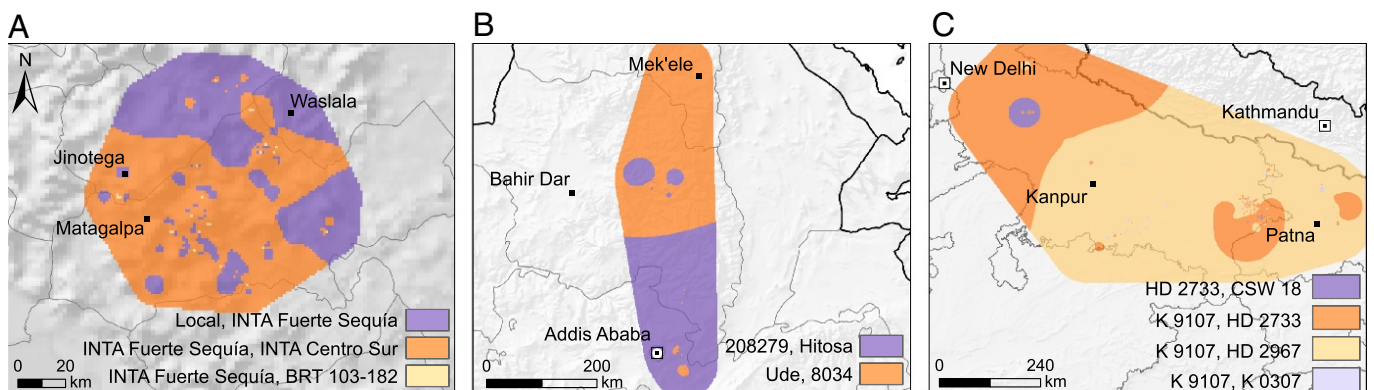 A
B
C
N
Waslala
Jinotega
Matagalpa
Local, INTA Fuerte Sequía
INTA Fuerte Sequía, INTA Centro Sur
INTA Fuerte Sequía, BRT 103-182
0 20 km
Mek'ele
Bahir Dar
Addis Ababa
208279, Hitosa
Ude, 8034
0 200 km
New Delhi
Kathmandu
Kanpur
Patna
HD 2733, CSW 18
K 9107, HD 2733
K 9107, HD 2967
K 9107, K 0307
0 240 km